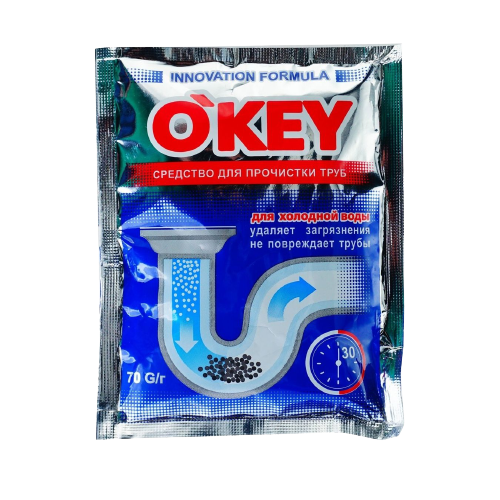 INNOVATION FORMULA
O`KEY
СРЕДСТВО ДЛЯ ПРОЧИСТКИ ТРУБ
для холодной воды
удаляет загрязнения
не повреждает трубы
30
70 G/г